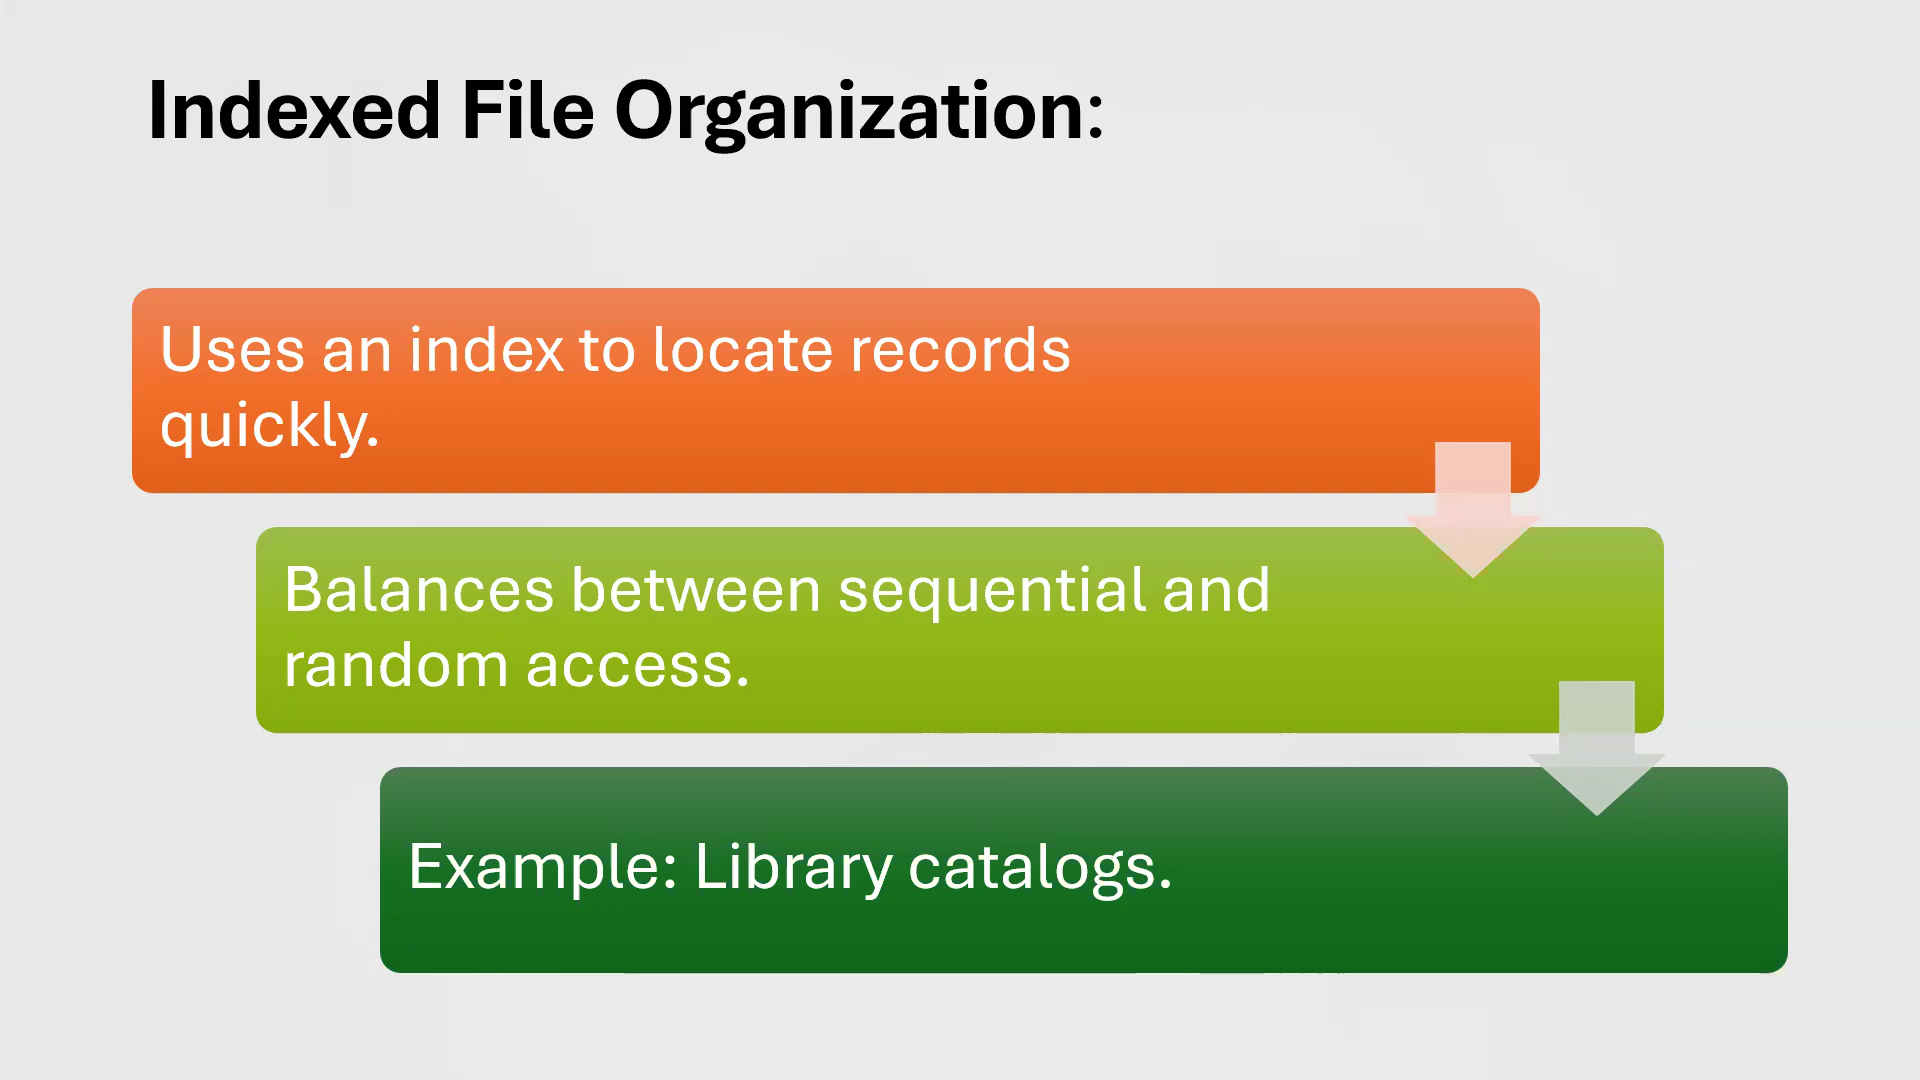 Indexed File Organization:
Uses an index to locate records
quickly.
Balances between sequential and
random access.
Example: Library catalogs.